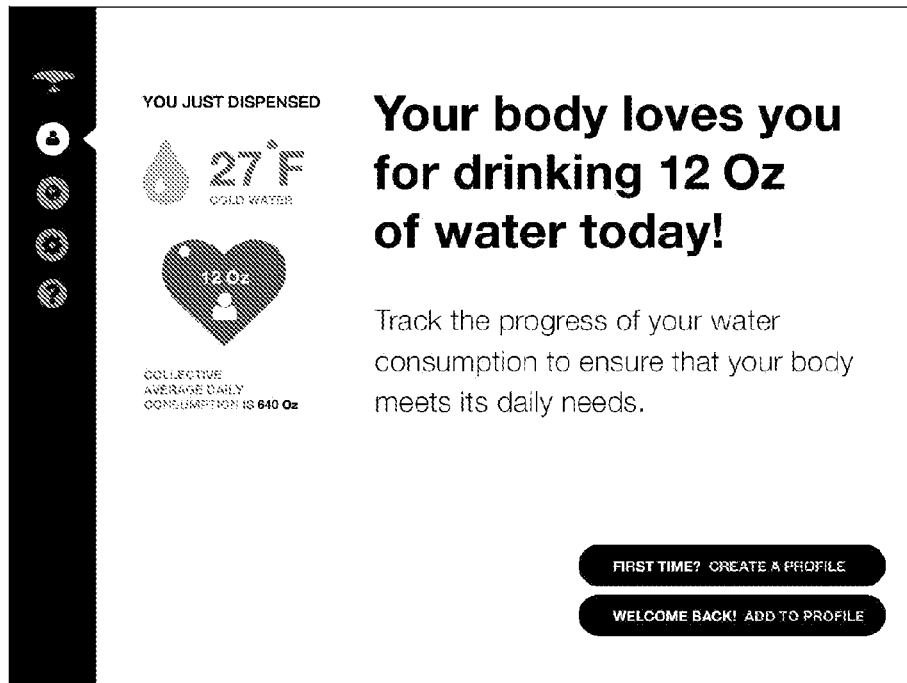 YOU JUST DISPENSED
27°F
COLD WATER
12 Oz
COLLECTIVE
AVERAGE DAILY
CONSUMPTION IS 640 Oz
Your body loves you
for drinking 12 Oz
of water today!
Track the progress of your water
consumption to ensure that your body
meets its daily needs.
FIRST TIME? CREATE A PROFILE
WELCOME BACK! ADD TO PROFILE
?